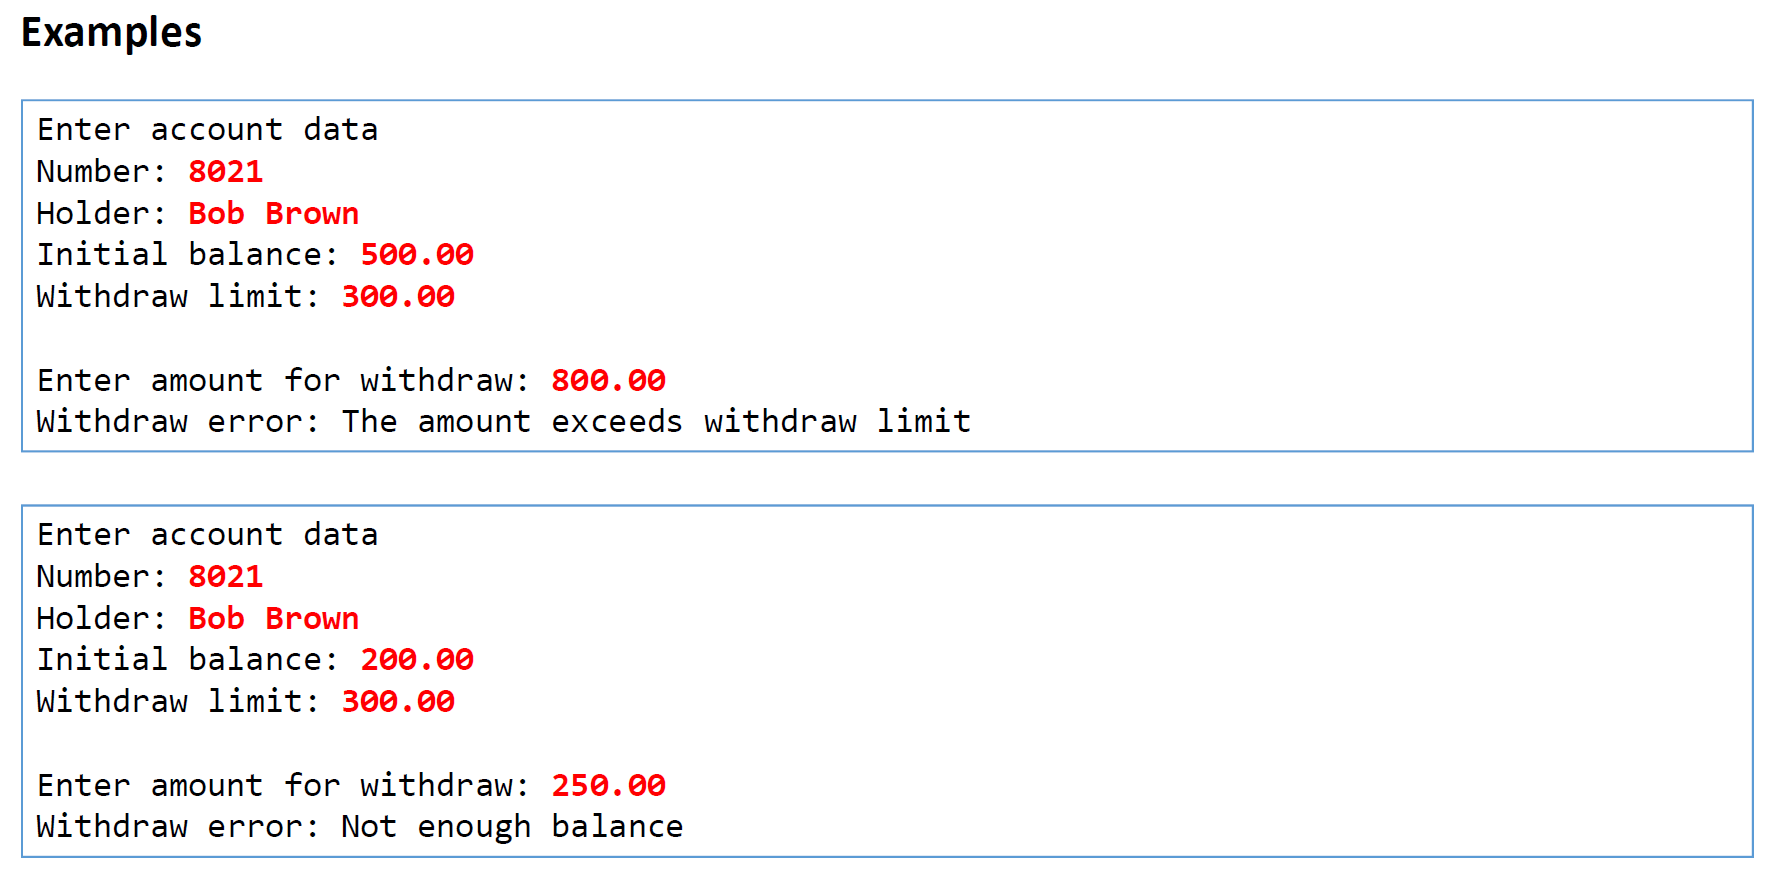 Examples
Enter account data
Number: 8021
Holder: Bob Brown
Initial balance: 500.00
Withdraw limit: 300.00
Enter amount for withdraw: 800.00
Withdraw error: The amount exceeds withdraw limit
Enter account data
Number: 8021
Holder: Bob Brown
Initial balance: 200.00
Withdraw limit: 300.00
Enter amount for withdraw: 250.00
Withdraw error: Not enough balance